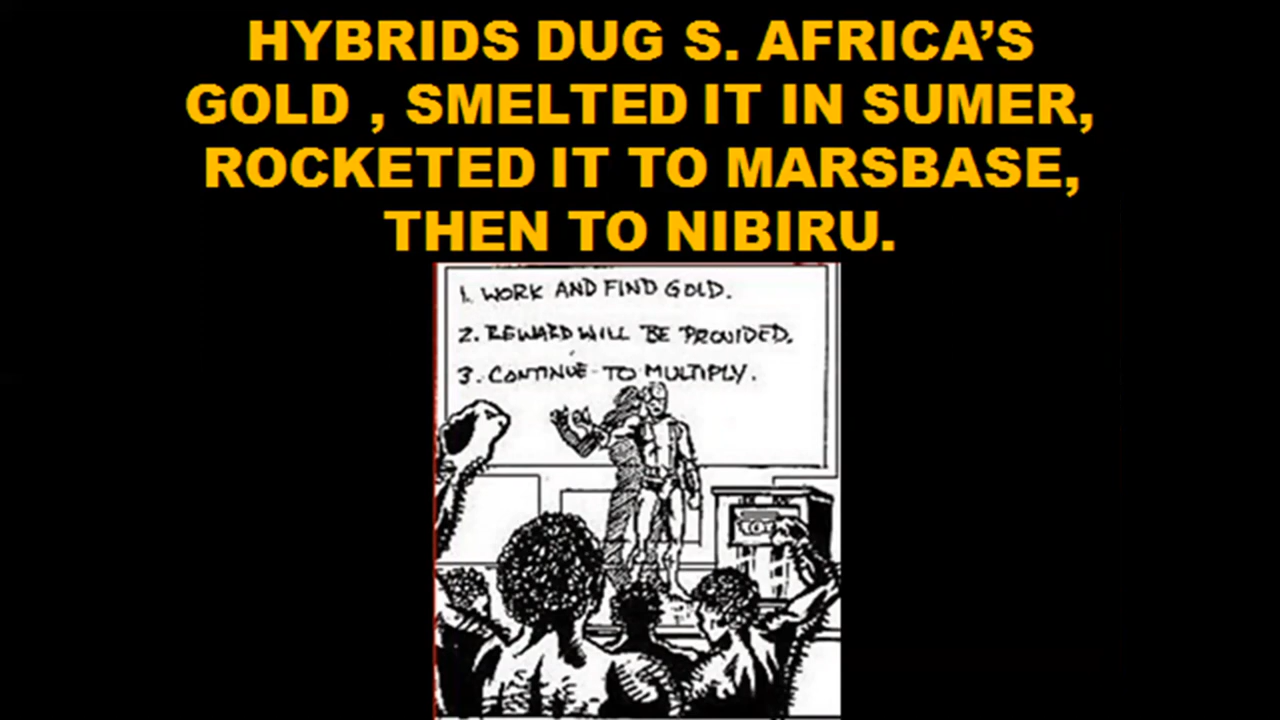 HYBRIDS DUG S. AFRICA’S
GOLD , SMELTED IT IN SUMER,
ROCKETED IT TO MARSBASE,
THEN TO NIBIRU.
1. WORK AND FIND GOLD.
2. REWARD WILL BE PROVIDED.
3. CONTINUE TO MULTIPLY.